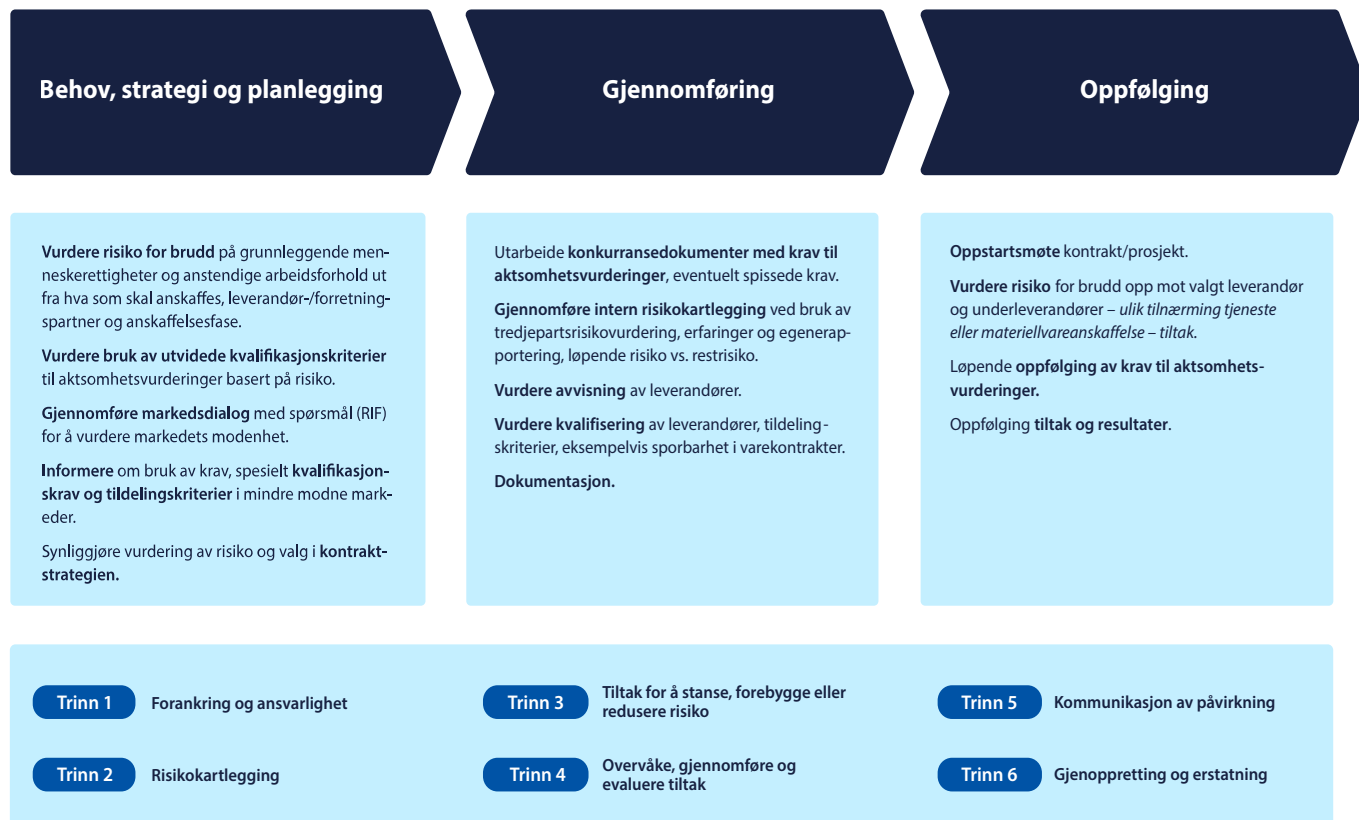 Behov, strategi og planlegging
Gjennomføring
Oppfølging
Vurdere risiko for brudd på grunnleggende men-
neskerettigheter og anstendige arbeidsforhold ut
fra hva som skal anskaffes, leverandør-/forretning-
spartner og anskaffelsesfase.
Vurdere bruk av utvidede kvalifikasjonskriterier
til aktsomhetsvurderinger basert på risiko.
Gjennomføre markedsdialog med spørsmål (RIF)
for å vurdere markedets modenhet.
Informere om bruk av krav, spesielt kvalifikasjon-
skrav og tildelingskriterier i mindre modne mark-
eder.
Synliggjøre vurdering av risiko og valg i kontrakt-
strategien.
Utarbeide konkurransedokumenter med krav til
aktsomhetsvurderinger, eventuelt spissede krav.
Gjennomføre intern risikokartlegging ved bruk av
tredjepartsrisikovurdering, erfaringer og egenerap-
portering, løpende risiko vs. restrisiko.
Vurdere avvisning av leverandører.
Vurdere kvalifisering av leverandører, tildeling-
skriterier, eksempelvis sporbarhet i varekontrakter.
Dokumentasjon.
Oppstartsmøte kontrakt/prosjekt.
Vurdere risiko for brudd opp mot valgt leverandør
og underleverandører – ulik tilnærming tjeneste
eller materiellvareanskaffelse – tiltak.
Løpende oppfølging av krav til aktsomhets-
vurderinger.
Oppfølging tiltak og resultater.
Trinn 1 Forankring og ansvarlighet
Trinn 2 Risikokartlegging
Trinn 3 Tiltak for å stanse, forebygge eller
redusere risiko
Trinn 4 Overvåke, gjennomføre og
evaluere tiltak
Trinn 5 Kommunikasjon av påvirkning
Trinn 6 Gjenoppretting og erstatning